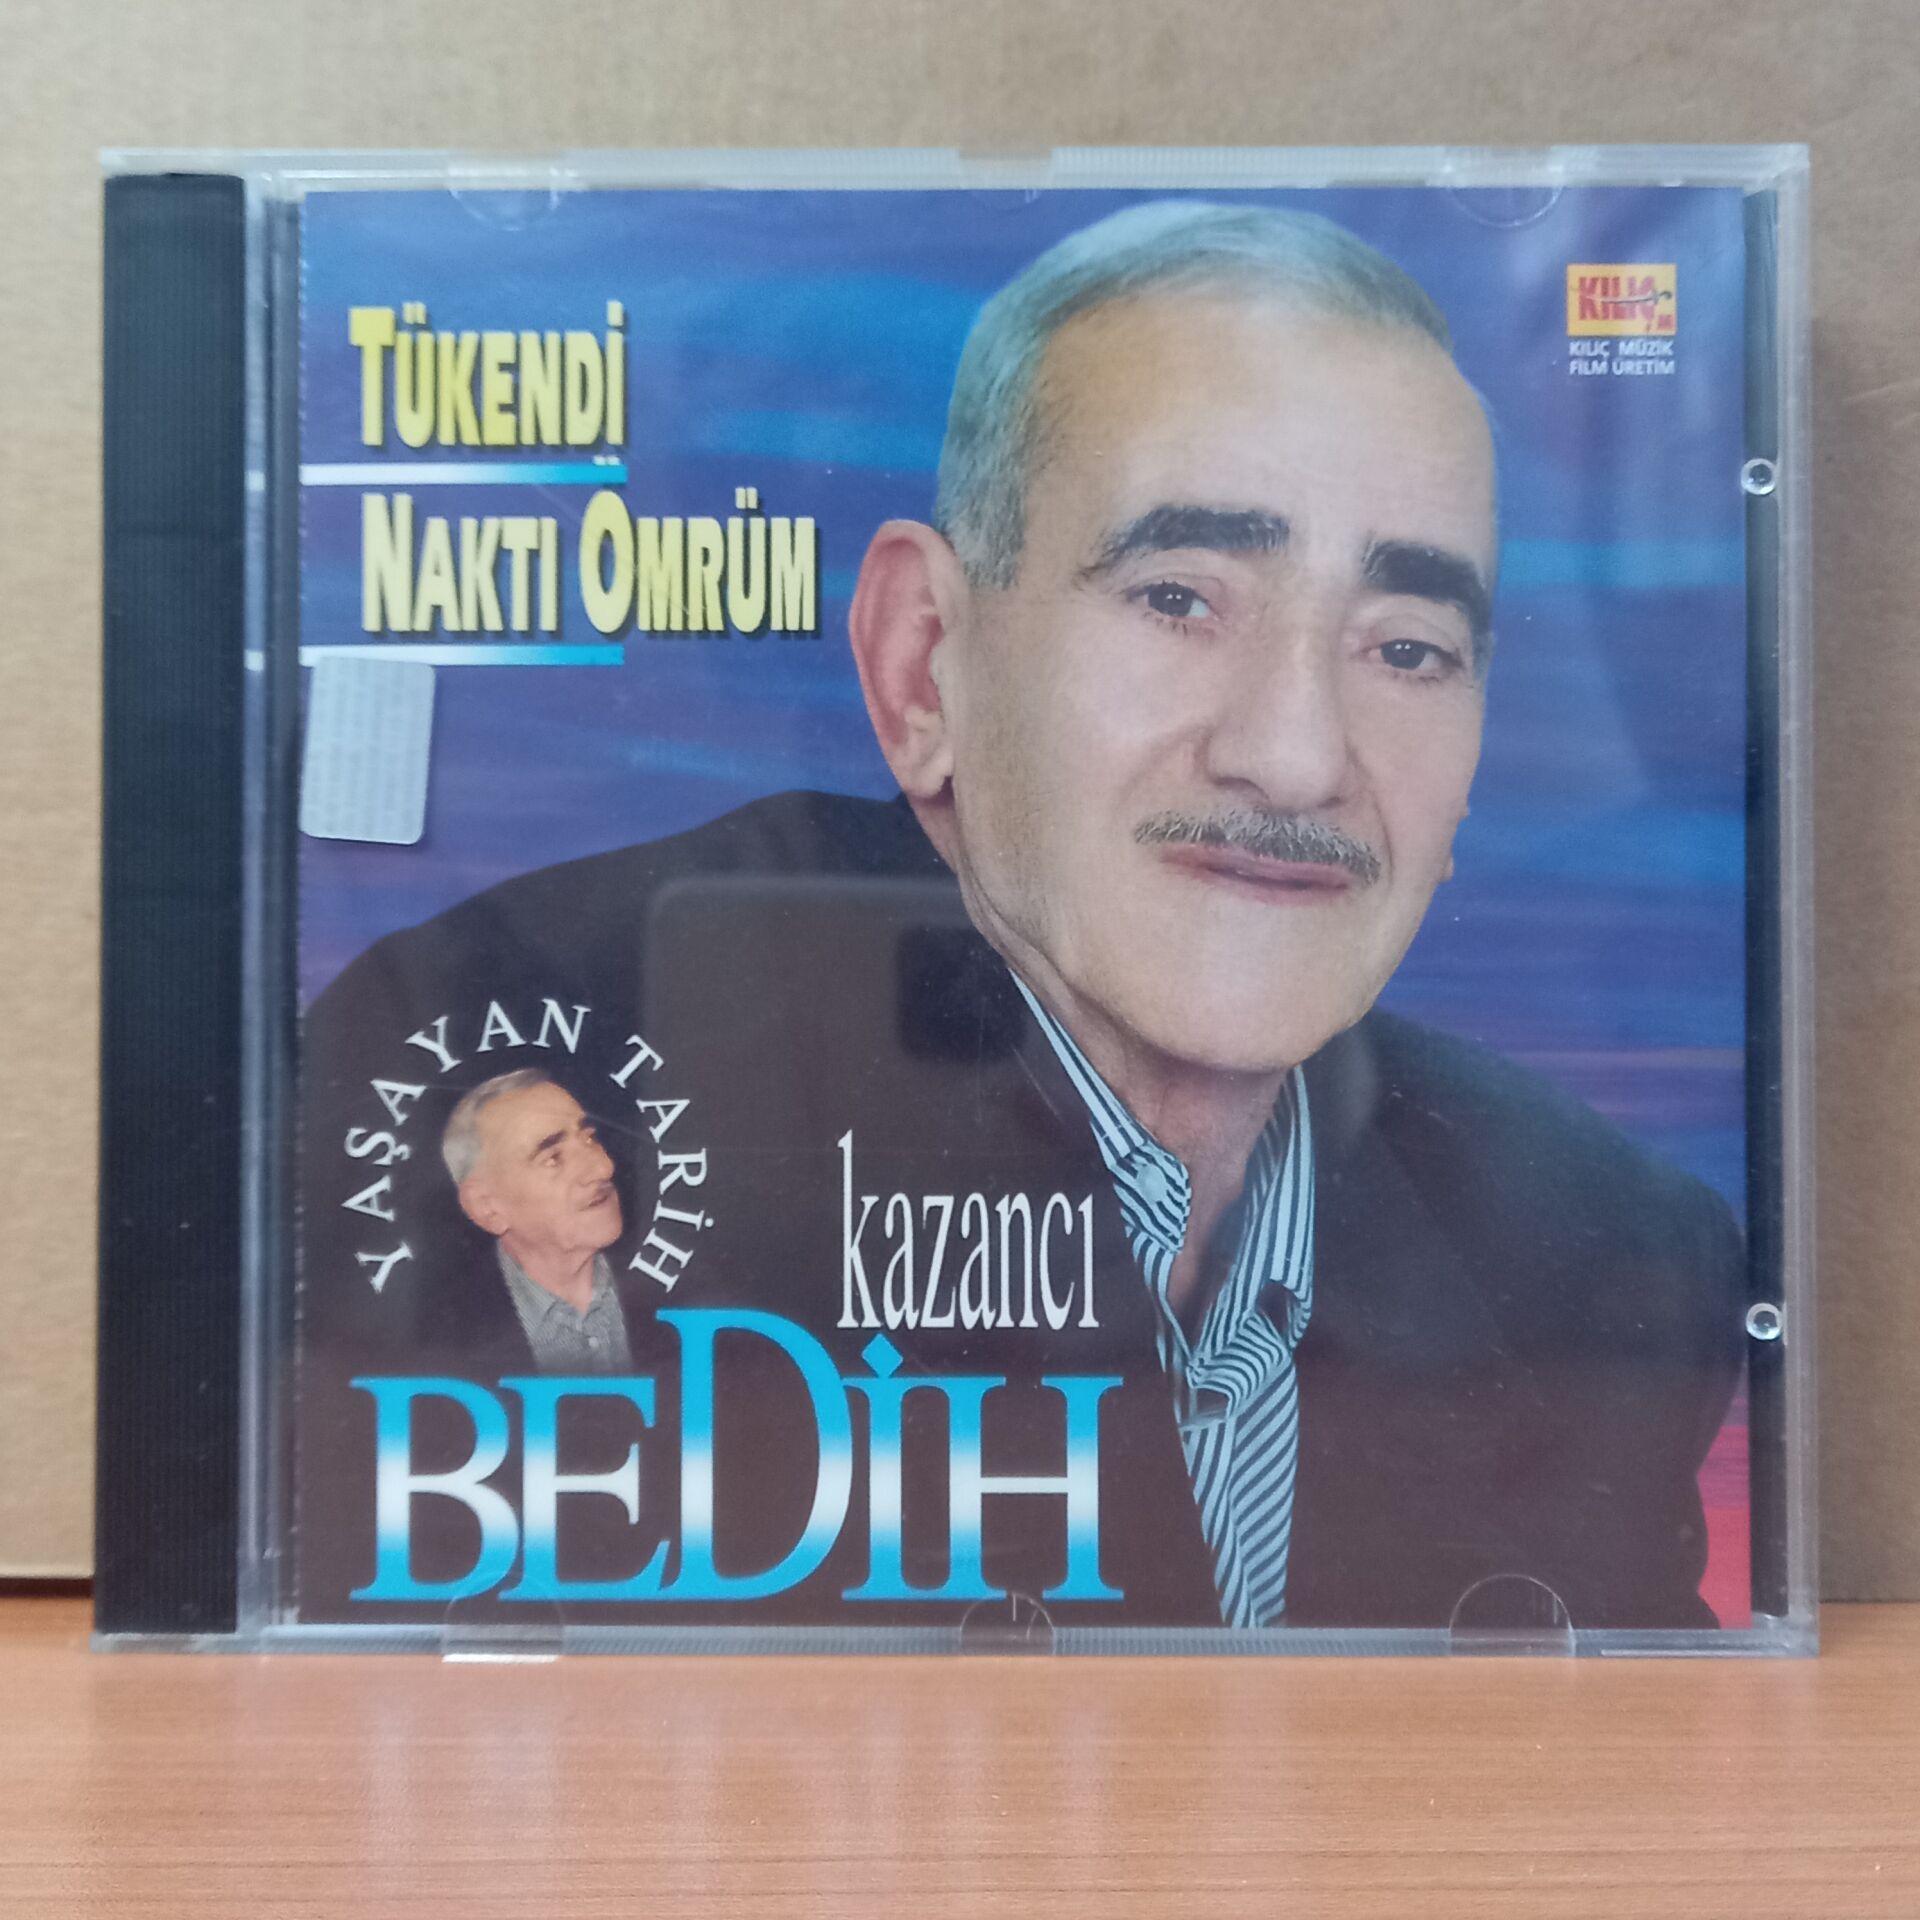 TÜKENDİ
NAKTI ÖMRÜM
KILIÇ
KILIÇ MÜZİK
FİLM ÜRETİM
YAŞAYAN TARİH
kazancı
BEDİH